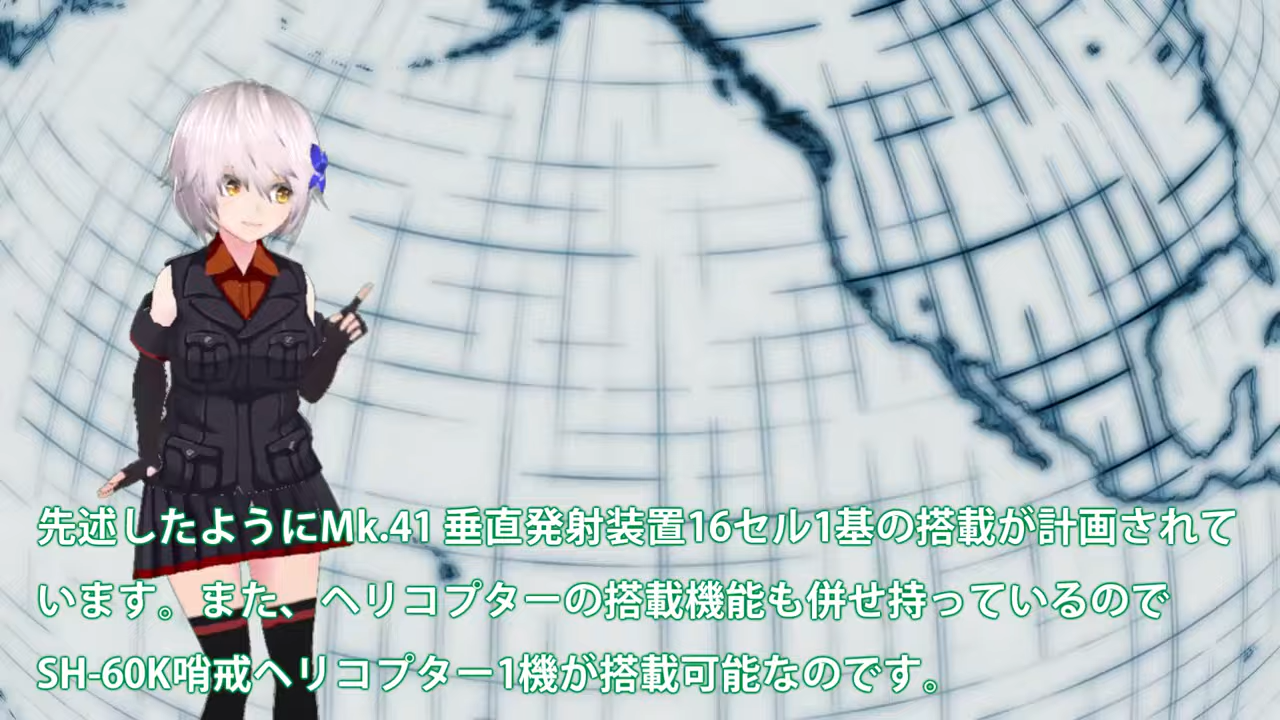 先述したようにMk.41 垂直発射装置16セル1基の搭載が計画されて
います。また、ヘリコプターの搭載機能も併せ持っているので
SH-60K哨戒ヘリコプター1機が搭載可能なのです。